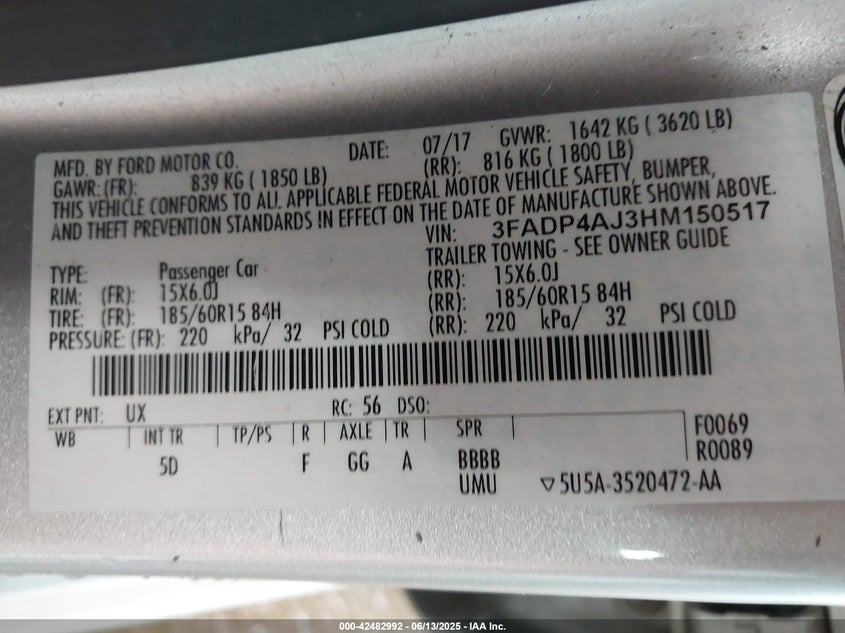 MFD. BY FORD MOTOR CO. DATE: 07/17 GVWR: 1642 KG ( 3620 LB)
GAWR: (FR): 839 KG ( 1850 LB) (RR): 816 KG ( 1800 LB)
THIS VEHICLE CONFORMS TO ALL APPLICABLE FEDERAL MOTOR VEHICLE SAFETY, BUMPER,
AND THEFT PREVENTION STANDARDS IN EFFECT ON THE DATE OF MANUFACTURE SHOWN ABOVE.
VIN: 3FADP4AJ3HM150517
TRAILER TOWING - SEE OWNER GUIDE
TYPE: Passenger Car
RIM: (FR): 15X6.0J (RR): 15X6.0J
TIRE: (FR): 185/60R15 84H (RR): 185/60R15 84H
PRESSURE: (FR): 220 kPa/ 32 PSI COLD (RR): 220 kPa/ 32 PSI COLD
EXT PNT: UX RC: 56 DSO:
WB INT TR TP/PS R AXLE TR SPR F0069
5D F GG A BBBB R0089
UMU ▽5U5A-3520472-AA
000-42482992 - 06/13/2025 - IAA Inc.